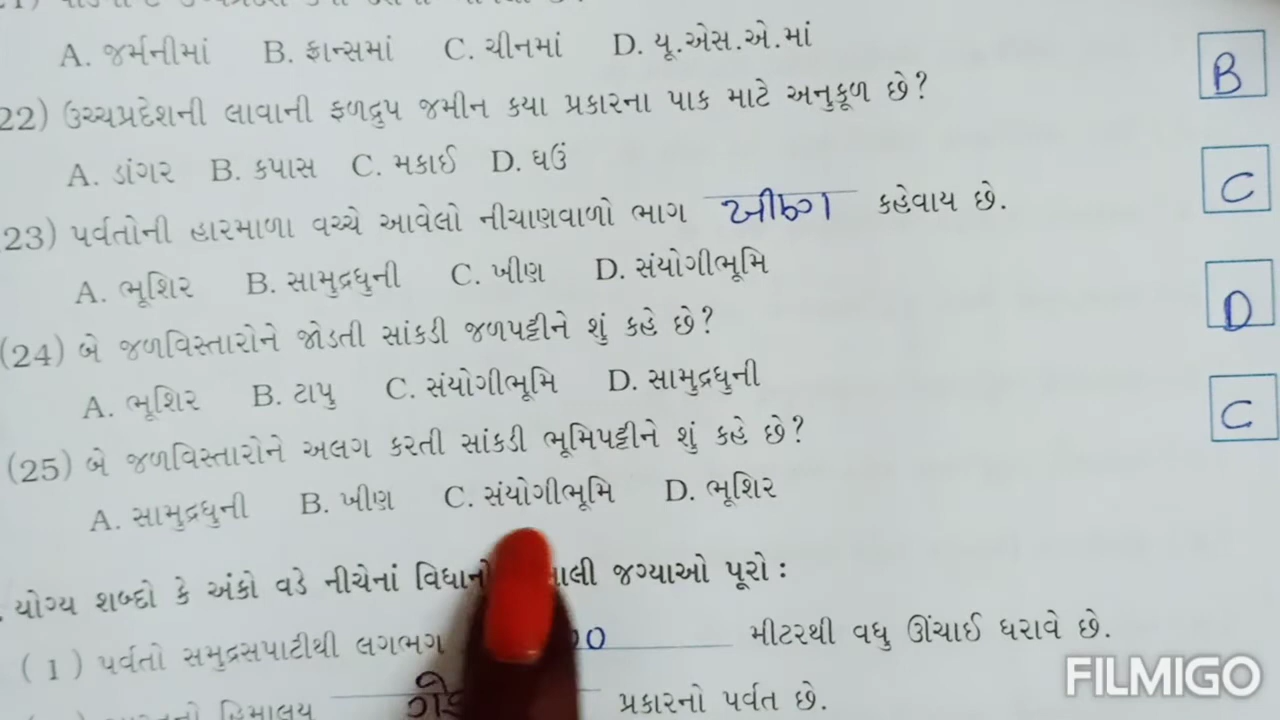 A. જર્મનીમાં B. ફ્રાન્સમાં C. ચીનમાં D. યૂ.એસ.એ.માં
22) ઉચ્ચપ્રદેશની લાવાની ફળદ્રુપ જમીન કયા પ્રકારના પાક માટે અનુકૂળ છે? B
A. ડાંગર B. કપાસ C. મકાઈ D. ઘઉં
23) પર્વતોની હારમાળા વચ્ચે આવેલો નીચાણવાળો ભાગ ખીણ કહેવાય છે. C
A. ભૂશિર B. સામુદ્રધુની C. ખીણ D. સંયોગીભૂમિ
(24) બે જળવિસ્તારોને જોડતી સાંકડી જળપટ્ટીને શું કહે છે? D
A. ભૂશિર B. ટાપુ C. સંયોગીભૂમિ D. સામુદ્રધુની
(25) બે જળવિસ્તારોને અલગ કરતી સાંકડી ભૂમિપટ્ટીને શું કહે છે? C
A. સામુદ્રધુની B. ખીણ C. સંયોગીભૂમિ D. ભૂશિર
યોગ્ય શબ્દો કે અંકો વડે નીચેનાં જગ્યાઓ પૂરો :
(1) પર્વતો સમુદ્રસપાટીથી લગભગ મીટરથી વધુ ઊંચાઈ ધરાવે છે.
હિમાલય પ્રકારનો પર્વત છે.
FILMIGO